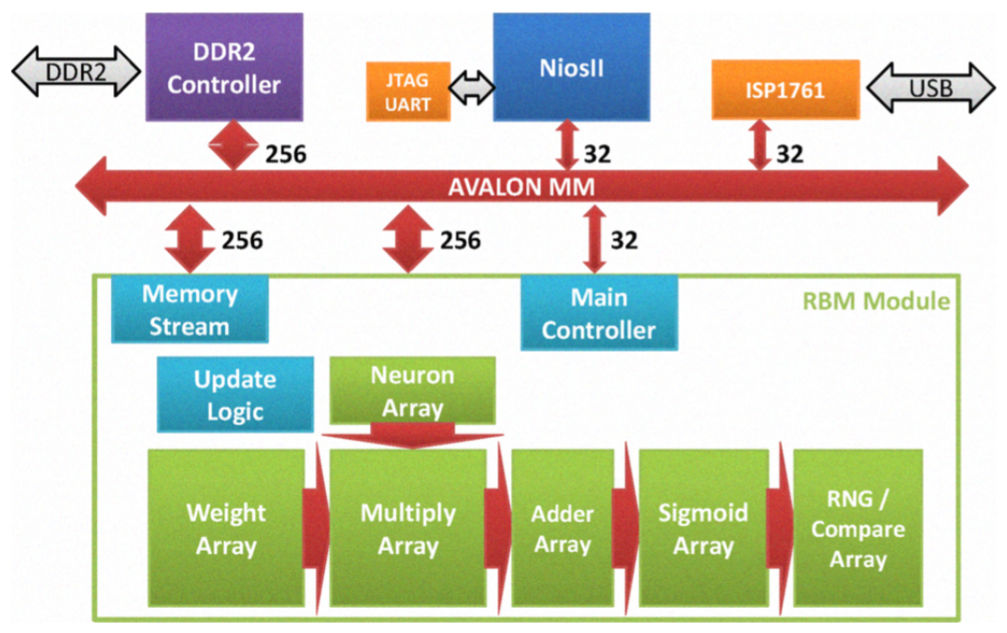 DDR2
DDR2
Controller
JTAG
UART
NiosII
ISP1761
USB
256
32
32
AVALON MM
256
256
32
Memory
Stream
Main
Controller
RBM Module
Update
Logic
Neuron
Array
Weight
Array
Multiply
Array
Adder
Array
Sigmoid
Array
RNG /
Compare
Array